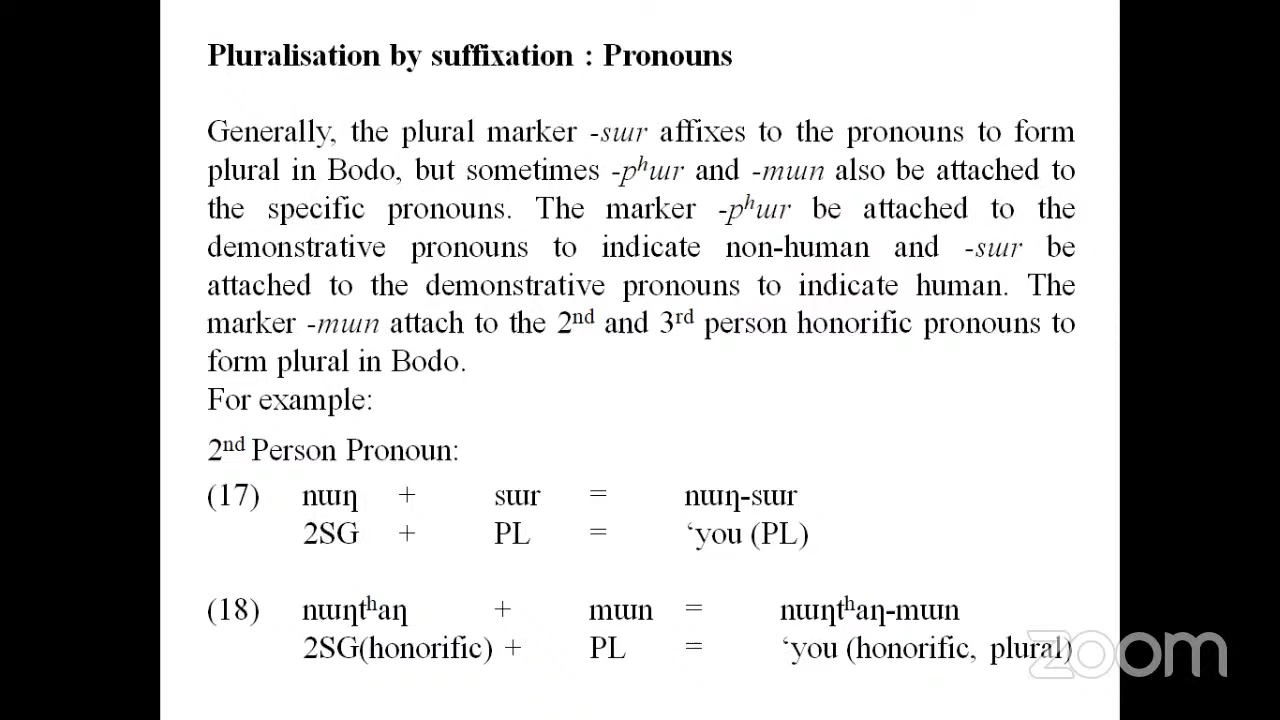 Pluralisation by suffixation : Pronouns
Generally, the plural marker -sɯr affixes to the pronouns to form
plural in Bodo, but sometimes -pʰɯr and -mɯn also be attached to
the specific pronouns. The marker -pʰɯr be attached to the
demonstrative pronouns to indicate non-human and -sɯr be
attached to the demonstrative pronouns to indicate human. The
marker -mɯn attach to the 2nd and 3rd person honorific pronouns to
form plural in Bodo.
For example:
2nd Person Pronoun:
(17) nɯƞ + sɯr = nɯƞ-sɯr
2SG + PL = ‘you (PL)
(18) nɯƞtʰaƞ + mɯn = nɯƞtʰaƞ-mɯn
2SG(honorific) + PL = ‘you (honorific, plural)
zoom